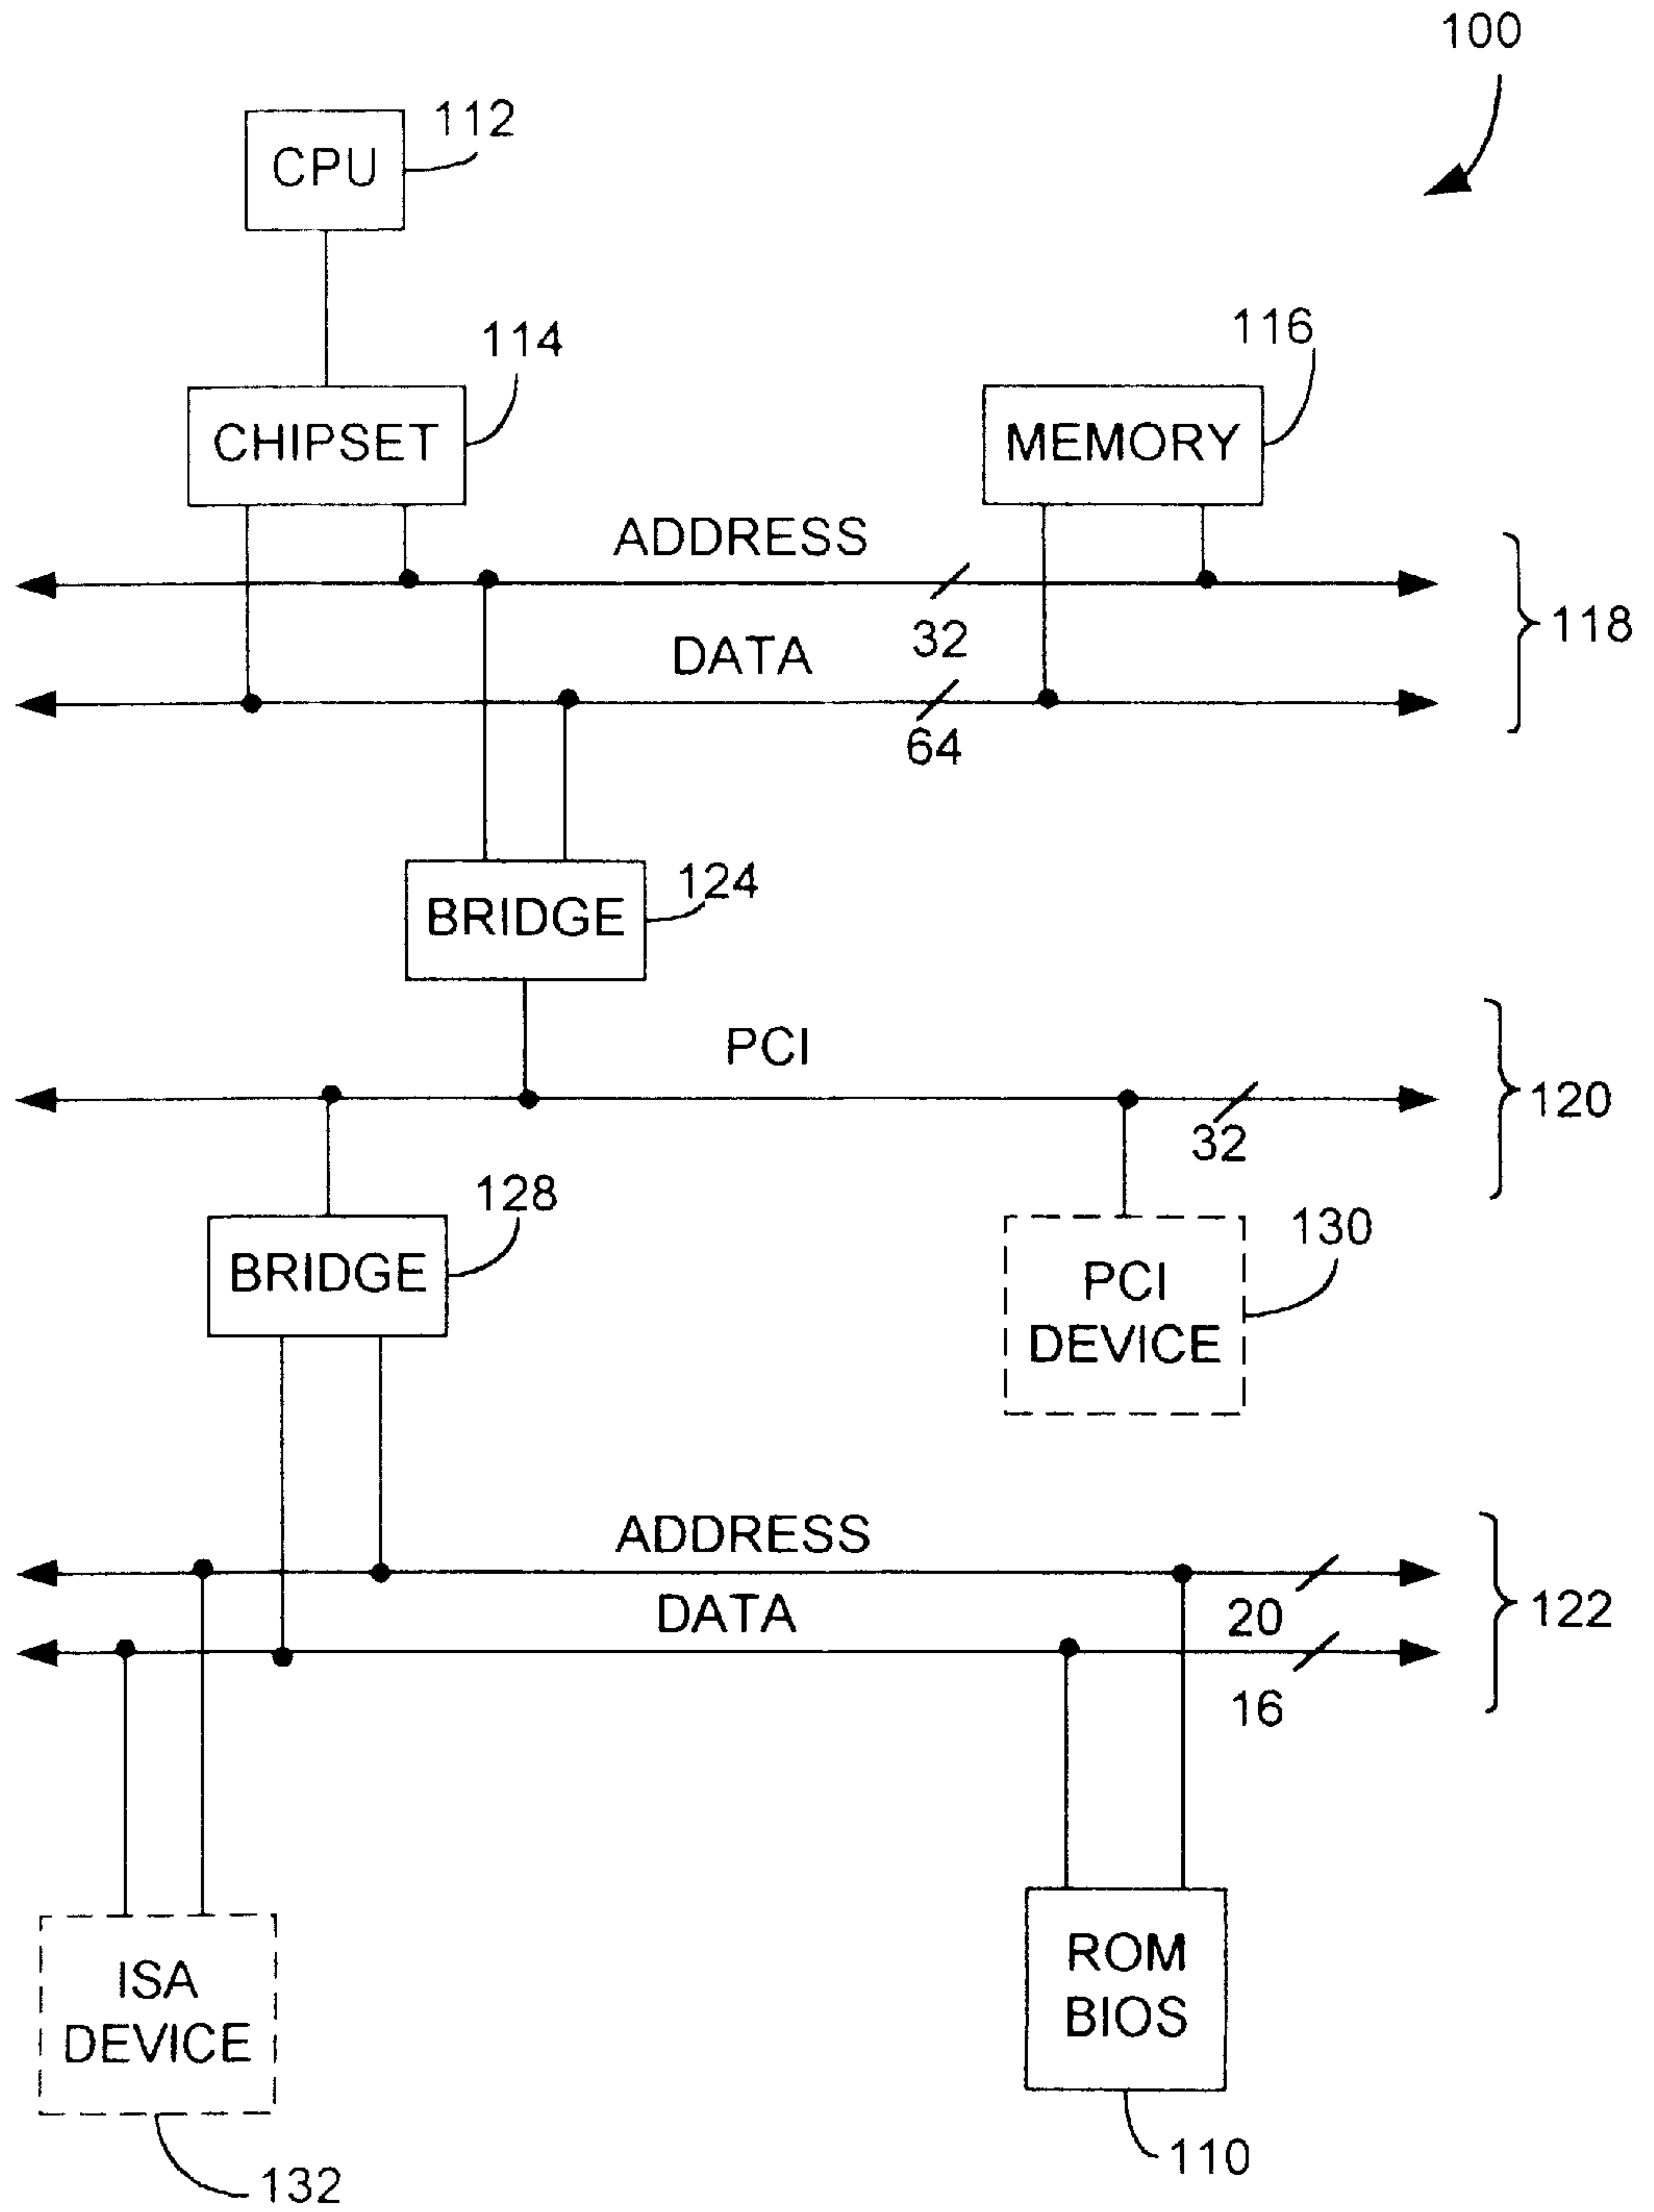 100
112
CPU
114
116
CHIPSET
MEMORY
ADDRESS
32
118
DATA
64
124
BRIDGE
PCI
120
32
128
130
BRIDGE
PCI
DEVICE
ADDRESS
20
122
DATA
16
ROM
BIOS
ISA
DEVICE
110
132